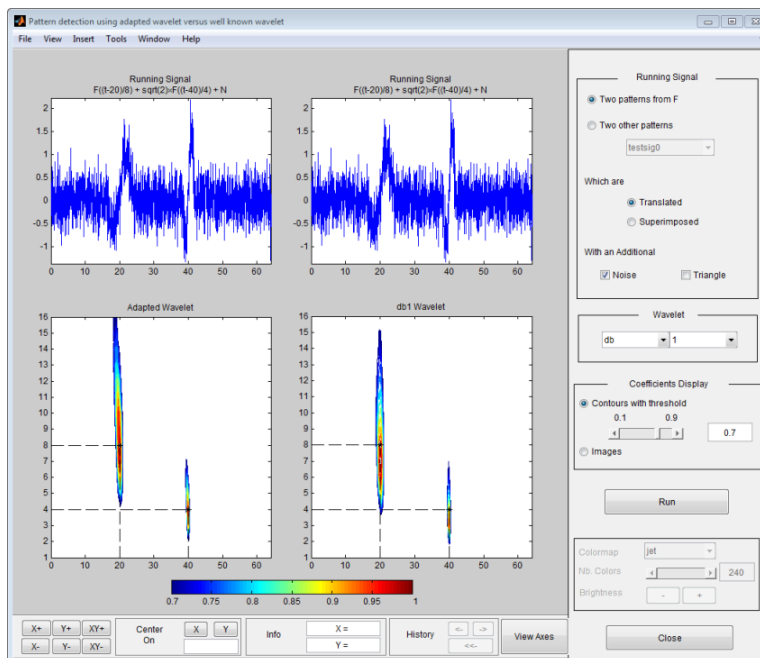 Pattern detection using adapted wavelet versus well known wavelet
File View Insert Tools Window Help
Running Signal
F((t-20)/8) + sqrt(2)×F((t-40)/4) + N
2
1.5
1
0.5
0
-0.5
-1
0 10 20 30 40 50 60
Running Signal
F((t-20)/8) + sqrt(2)×F((t-40)/4) + N
2
1.5
1
0.5
0
-0.5
-1
0 10 20 30 40 50 60
Adapted Wavelet
16
15
14
13
12
11
10
9
8
7
6
5
4
3
2
1
0 10 20 30 40 50 60
db1 Wavelet
16
15
14
13
12
11
10
9
8
7
6
5
4
3
2
1
0 10 20 30 40 50 60
0.7 0.75 0.8 0.85 0.9 0.95 1
Running Signal
Two patterns from F
Two other patterns
testsig0
Which are
Translated
Superimposed
With an Additional
Noise Triangle
Wavelet
db 1
Coefficients Display
Contours with threshold
0.1 0.9
0.7
Images
Run
Colormap jet
Nb. Colors 240
Brightness - +
Close
X+ Y+ XY+
X- Y- XY-
Center
On
X Y
Info
X =
Y =
History
<- ->
<<-
View Axes